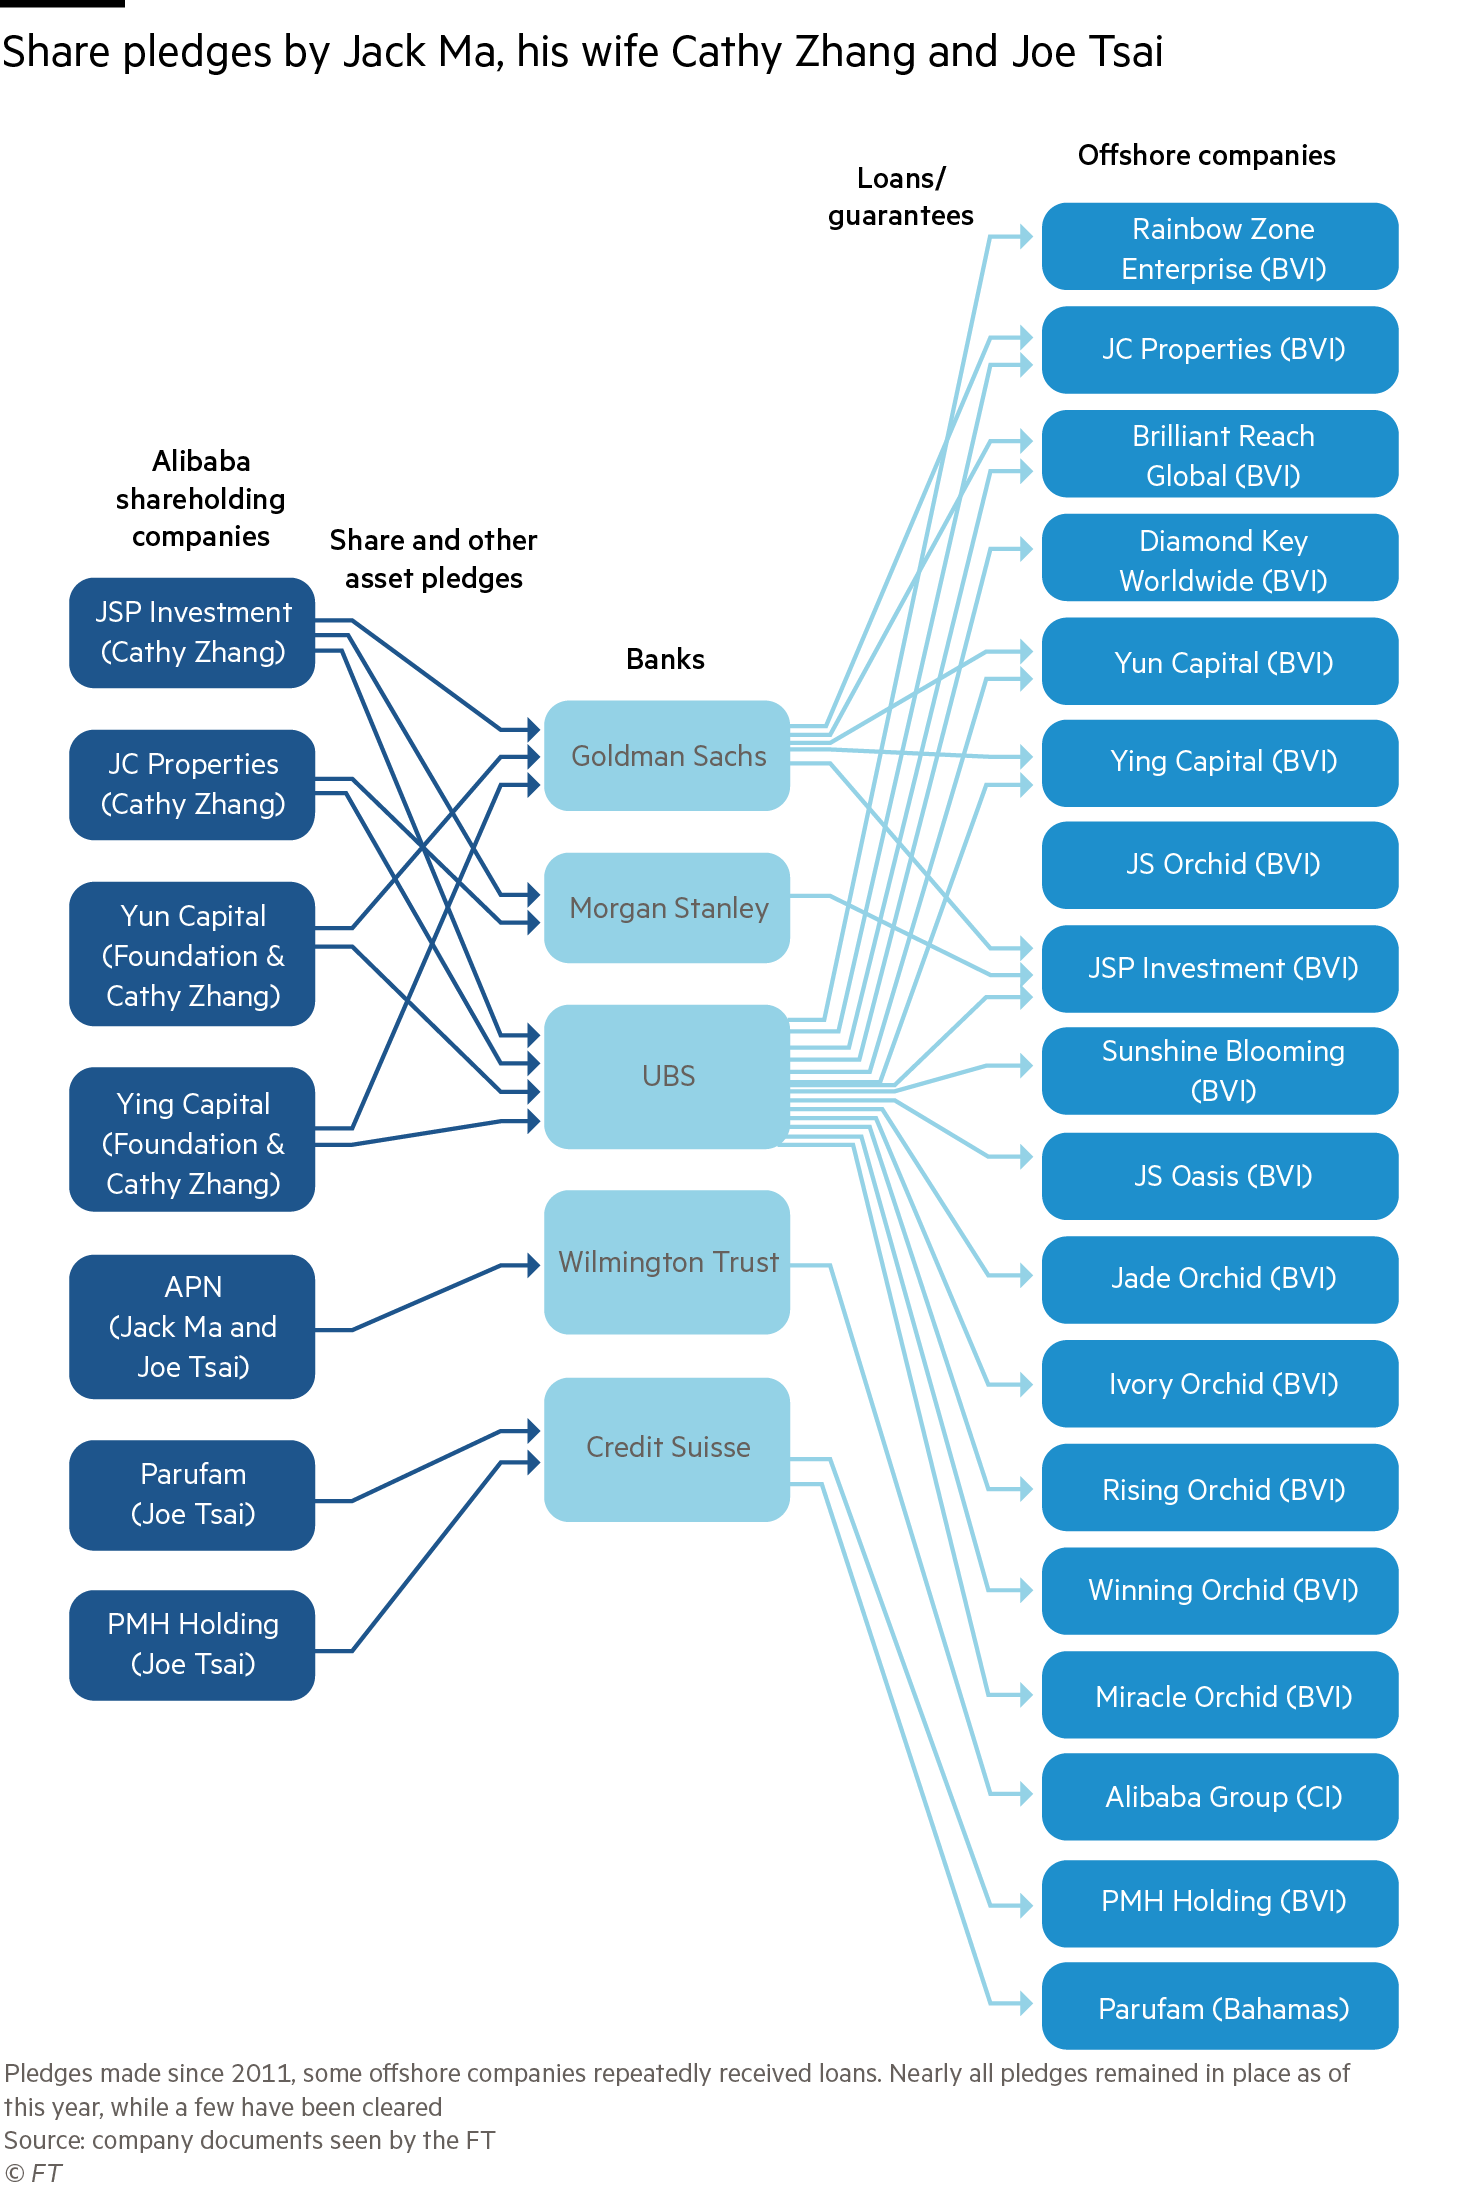 Share pledges by Jack Ma, his wife Cathy Zhang and Joe Tsai
Alibaba
shareholding
companies
JSP Investment
(Cathy Zhang)
JC Properties
(Cathy Zhang)
Yun Capital
(Foundation &
Cathy Zhang)
Ying Capital
(Foundation &
Cathy Zhang)
APN
(Jack Ma and
Joe Tsai)
Parufam
(Joe Tsai)
PMH Holding
(Joe Tsai)
Share and other
asset pledges
Banks
Goldman Sachs
Morgan Stanley
UBS
Wilmington Trust
Credit Suisse
Loans/
guarantees
Offshore companies
Rainbow Zone
Enterprise (BVI)
JC Properties (BVI)
Brilliant Reach
Global (BVI)
Diamond Key
Worldwide (BVI)
Yun Capital (BVI)
Ying Capital (BVI)
JS Orchid (BVI)
JSP Investment (BVI)
Sunshine Blooming
(BVI)
JS Oasis (BVI)
Jade Orchid (BVI)
Ivory Orchid (BVI)
Rising Orchid (BVI)
Winning Orchid (BVI)
Miracle Orchid (BVI)
Alibaba Group (CI)
PMH Holding (BVI)
Parufam (Bahamas)
Pledges made since 2011, some offshore companies repeatedly received loans. Nearly all pledges remained in place as of
this year, while a few have been cleared
Source: company documents seen by the FT
© FT